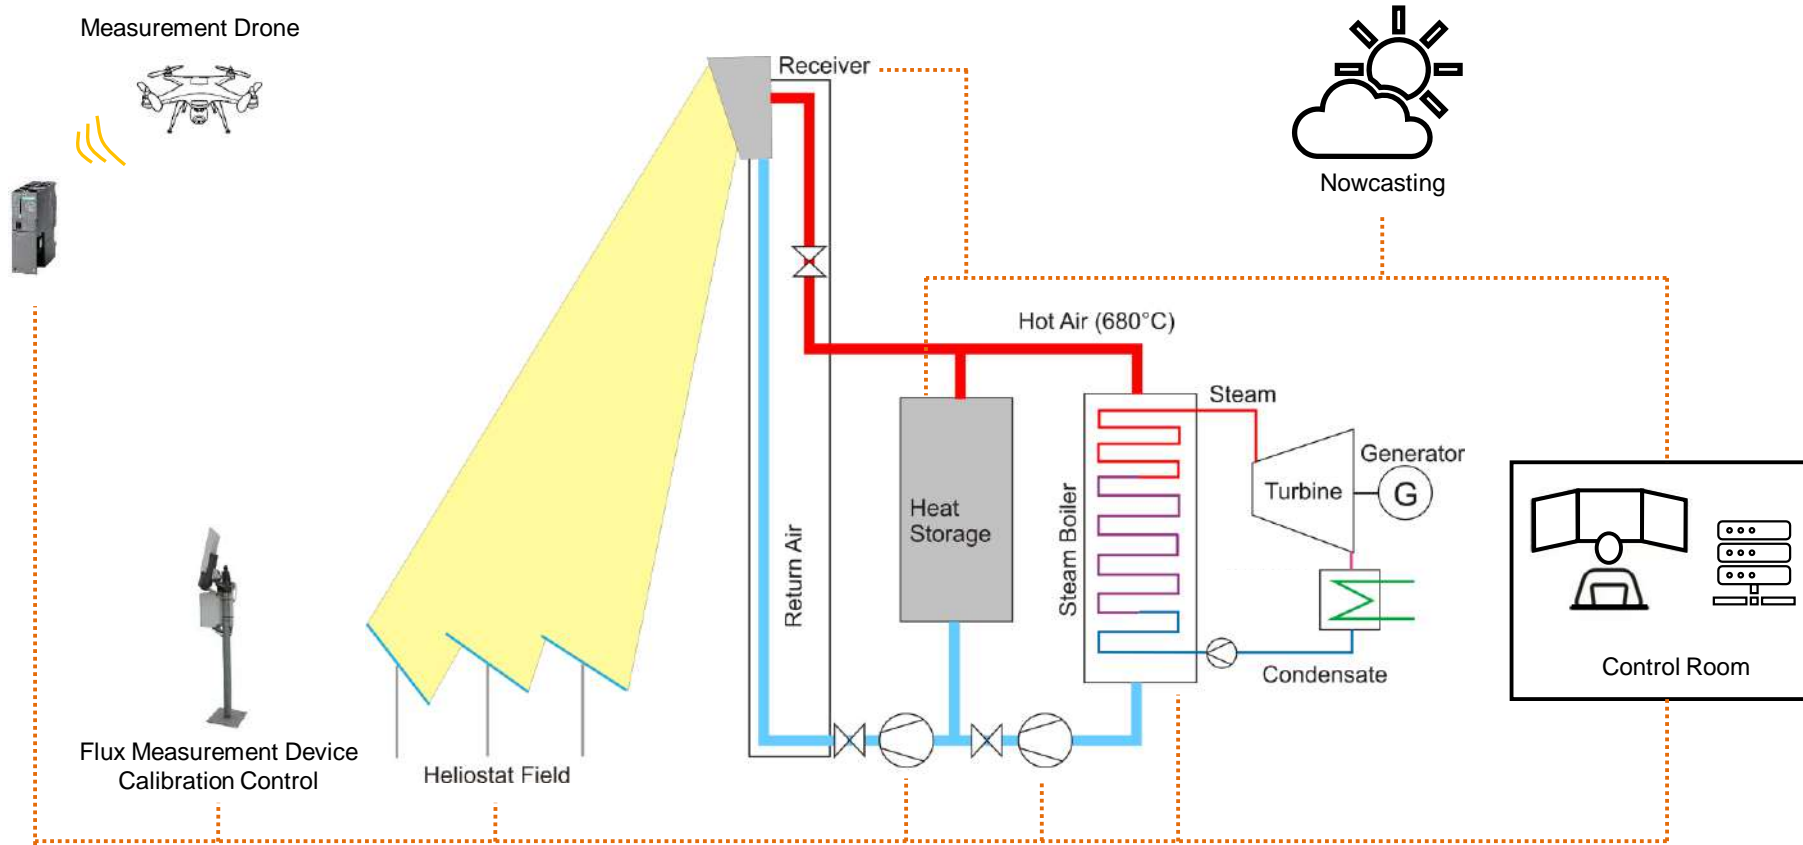 Measurement Drone
Receiver
Nowcasting
Hot Air (680°C)
Steam
Generator
Turbine
G
Heat
Storage
Steam Boiler
Return Air
Condensate
Control Room
Flux Measurement Device
Calibration Control
Heliostat Field